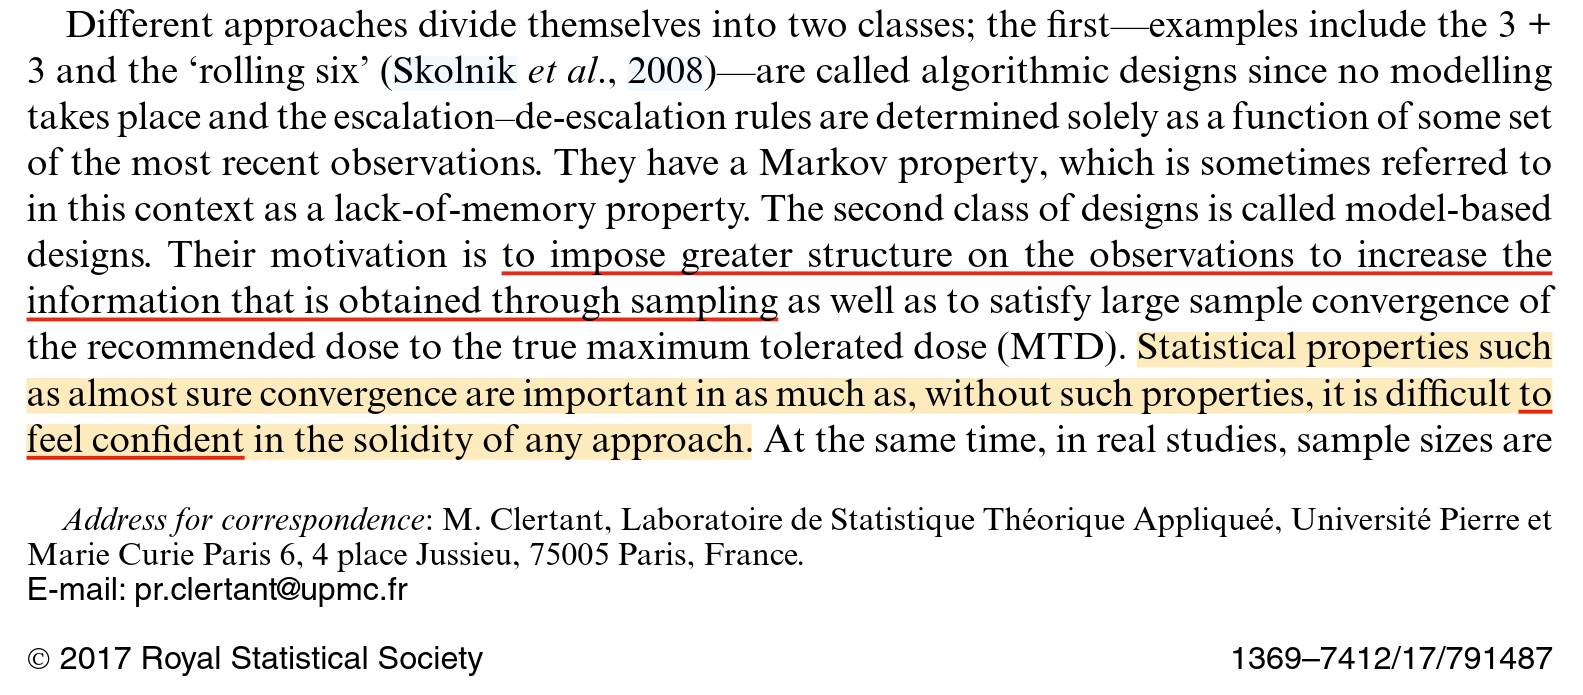 Different approaches divide themselves into two classes; the first—examples include the 3 +
3 and the ‘rolling six’ (Skolnik et al., 2008)—are called algorithmic designs since no modelling
takes place and the escalation–de-escalation rules are determined solely as a function of some set
of the most recent observations. They have a Markov property, which is sometimes referred to
in this context as a lack-of-memory property. The second class of designs is called model-based
designs. Their motivation is to impose greater structure on the observations to increase the
information that is obtained through sampling as well as to satisfy large sample convergence of
the recommended dose to the true maximum tolerated dose (MTD). Statistical properties such
as almost sure convergence are important in as much as, without such properties, it is difficult to
feel confident in the solidity of any approach. At the same time, in real studies, sample sizes are
Address for correspondence: M. Clertant, Laboratoire de Statistique Théorique Appliqueé, Université Pierre et
Marie Curie Paris 6, 4 place Jussieu, 75005 Paris, France.
E-mail: pr.clertant@upmc.fr
© 2017 Royal Statistical Society 1369–7412/17/791487